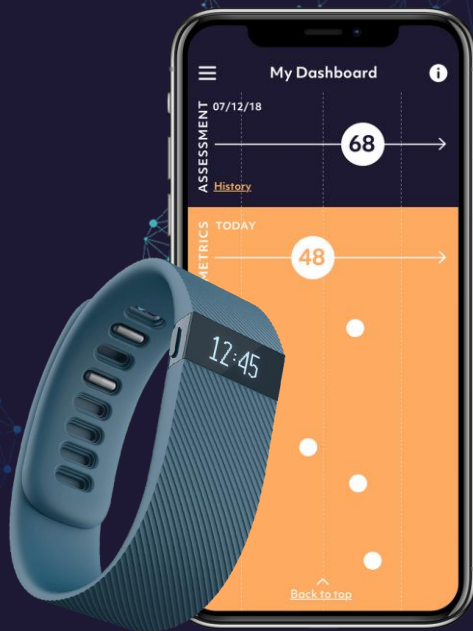 My Dashboard
i
ASSESSMENT
07/12/18
68
History
METRICS
TODAY
48
12:45
Back to top